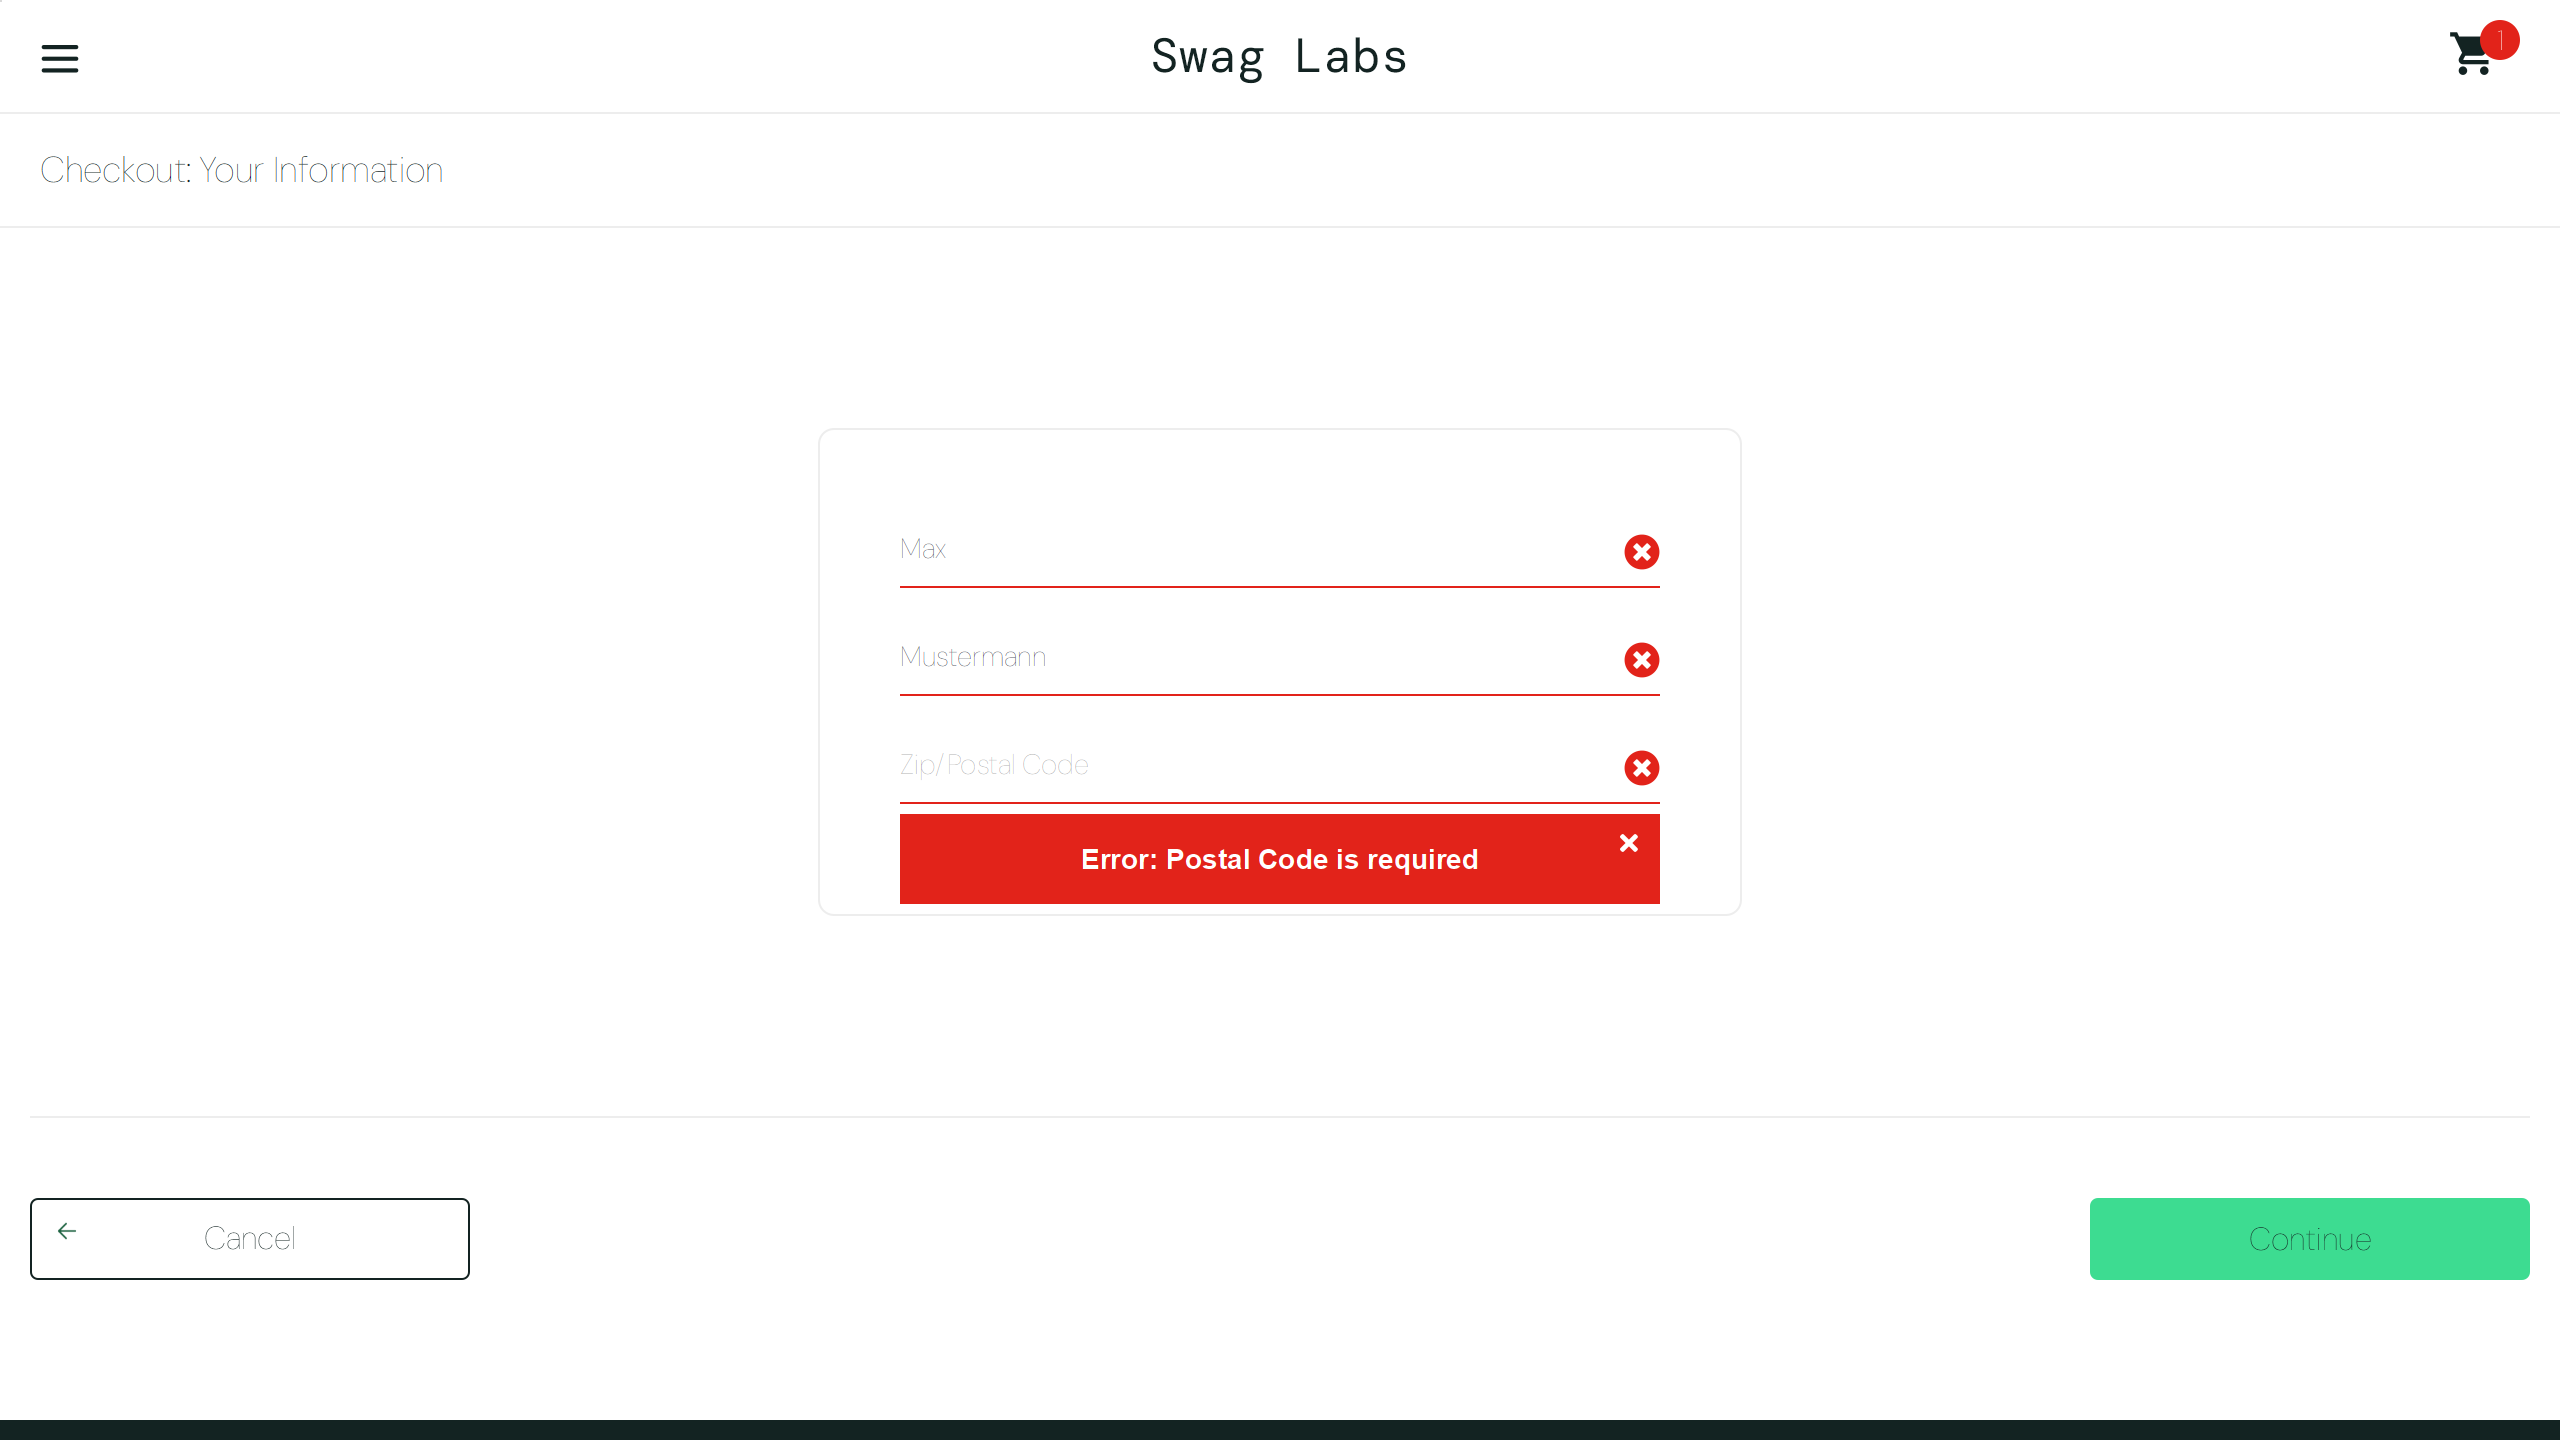 Swag Labs
1
Checkout: Your Information
Max
Mustermann
Zip/Postal Code
Error: Postal Code is required
Cancel
Continue